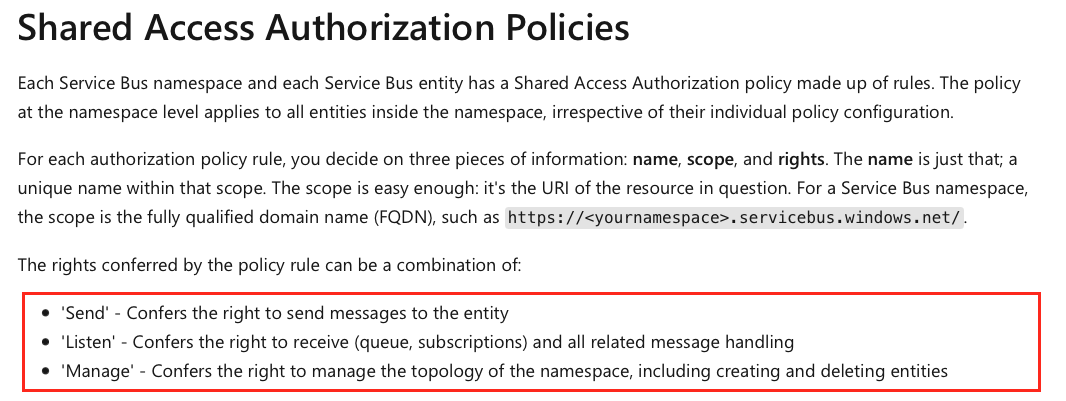 Shared Access Authorization Policies
Each Service Bus namespace and each Service Bus entity has a Shared Access Authorization policy made up of rules. The policy
at the namespace level applies to all entities inside the namespace, irrespective of their individual policy configuration.
For each authorization policy rule, you decide on three pieces of information: name, scope, and rights. The name is just that; a
unique name within that scope. The scope is easy enough: it's the URI of the resource in question. For a Service Bus namespace,
the scope is the fully qualified domain name (FQDN), such as https://<yournamespace>.servicebus.windows.net/.
The rights conferred by the policy rule can be a combination of:
• 'Send' - Confers the right to send messages to the entity
• 'Listen' - Confers the right to receive (queue, subscriptions) and all related message handling
• 'Manage' - Confers the right to manage the topology of the namespace, including creating and deleting entities